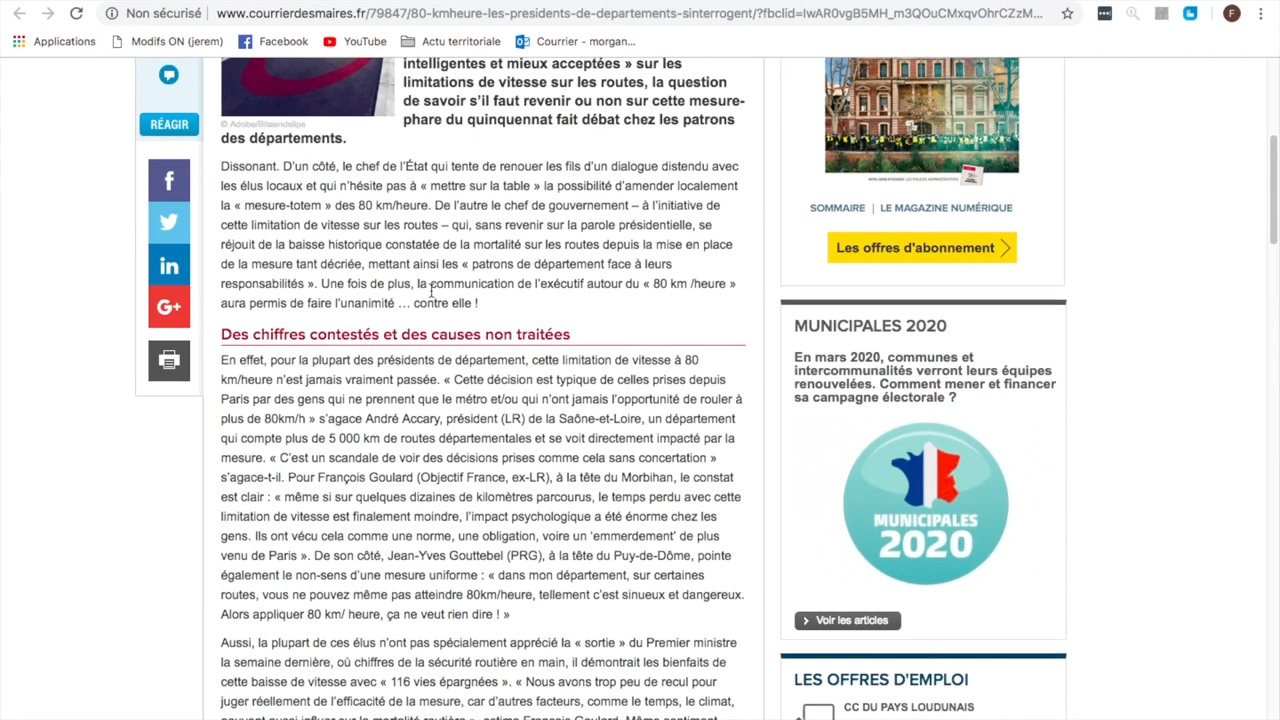 Non sécurisé | www.courrierdesmaires.fr/79847/80-kmheure-les-presidents-de-departements-sinterrogent/?fbclid=IwAR0vgB5MH_m3QOuCMxqvOhrCZzM...
F
Applications
Modifs ON (jerem)
Facebook
YouTube
Actu territoriale
Courrier - morgan...
intelligentes et mieux acceptées » sur les
limitations de vitesse sur les routes, la question
de savoir s'il faut revenir ou non sur cette mesure-
phare du quinquennat fait débat chez les patrons
© Adobe/Bilsandelipe
des départements.
RÉAGIR
Dissonant. D'un côté, le chef de l'État qui tente de renouer les fils d'un dialogue distendu avec
les élus locaux et qui n'hésite pas à « mettre sur la table » la possibilité d'amender localement
la « mesure-totem » des 80 km/heure. De l'autre le chef de gouvernement – à l'initiative de
cette limitation de vitesse sur les routes – qui, sans revenir sur la parole présidentielle, se
réjouit de la baisse historique constatée de la mortalité sur les routes depuis la mise en place
de la mesure tant décriée, mettant ainsi les « patrons de département face à leurs
responsabilités ». Une fois de plus, la communication de l'exécutif autour du « 80 km /heure »
aura permis de faire l'unanimité … contre elle !
Des chiffres contestés et des causes non traitées
En effet, pour la plupart des présidents de département, cette limitation de vitesse à 80
km/heure n'est jamais vraiment passée. « Cette décision est typique de celles prises depuis
Paris par des gens qui ne prennent que le métro et/ou qui n'ont jamais l'opportunité de rouler à
plus de 80km/h » s'agace André Accary, président (LR) de la Saône-et-Loire, un département
qui compte plus de 5 000 km de routes départementales et se voit directement impacté par la
mesure. « C'est un scandale de voir des décisions prises comme cela sans concertation »
s'agace-t-il. Pour François Goulard (Objectif France, ex-LR), à la tête du Morbihan, le constat
est clair : « même si sur quelques dizaines de kilomètres parcourus, le temps perdu avec cette
limitation de vitesse est finalement moindre, l'impact psychologique a été énorme chez les
gens. Ils ont vécu cela comme une norme, une obligation, voire un 'emmerdement' de plus
venu de Paris ». De son côté, Jean-Yves Gouttebel (PRG), à la tête du Puy-de-Dôme, pointe
également le non-sens d'une mesure uniforme : « dans mon département, sur certaines
routes, vous ne pouvez même pas atteindre 80km/heure, tellement c'est sinueux et dangereux.
Alors appliquer 80 km/ heure, ça ne veut rien dire ! »
Aussi, la plupart de ces élus n'ont pas spécialement apprécié la « sortie » du Premier ministre
la semaine dernière, où chiffres de la sécurité routière en main, il démontrait les bienfaits de
cette baisse de vitesse avec « 116 vies épargnées ». « Nous avons trop peu de recul pour
juger réellement de l'efficacité de la mesure, car d'autres facteurs, comme le temps, le climat,
peuvent aussi influer sur la mortalité routière », estime François Goulard. Même sentiment
SOMMAIRE | LE MAGAZINE NUMÉRIQUE
Les offres d'abonnement
MUNICIPALES 2020
En mars 2020, communes et
intercommunalités verront leurs équipes
renouvelées. Comment mener et financer
sa campagne électorale ?
MUNICIPALES
2020
Voir les articles
LES OFFRES D'EMPLOI
CC DU PAYS LOUDUNAIS